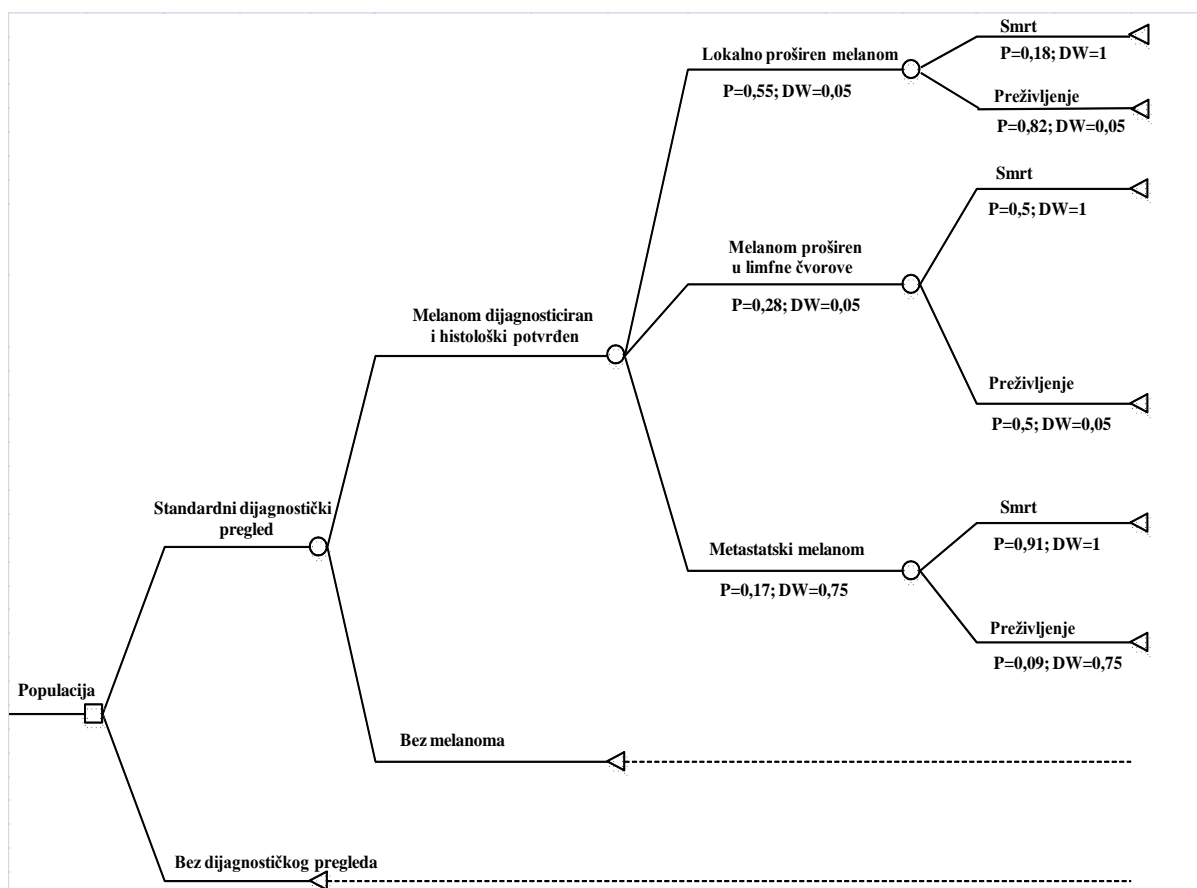 Smrt
P=0,18; DW=1
Lokalno proširen melanom
P=0,55; DW=0,05
Preživljenje
P=0,82; DW=0,05
Smrt
P=0,5; DW=1
Melanom proširen
u limfne čvorove
P=0,28; DW=0,05
Preživljenje
P=0,5; DW=0,05
Melanom dijagnosticiran
i histološki potvrđen
Smrt
P=0,91; DW=1
Metastatski melanom
P=0,17; DW=0,75
Preživljenje
P=0,09; DW=0,75
Standardni dijagnostički
pregled
Populacija
Bez melanoma
Bez dijagnostičkog pregleda